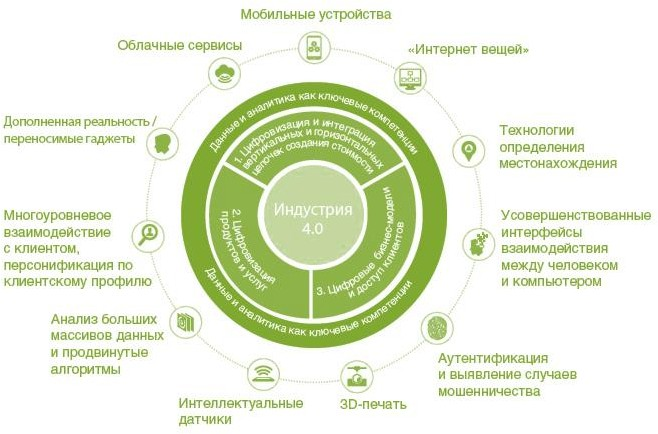 Мобильные устройства
Облачные сервисы
«Интернет вещей»
Дополненная реальность /
переносимые гаджеты
Технологии
определения
местонахождения
Многоуровневое
взаимодействие
с клиентом,
персонификация по
клиентскому профилю
Усовершенствованные
интерфейсы
взаимодействия
между человеком
и компьютером
Анализ больших
массивов данных
и продвинутые
алгоритмы
Аутентификация
и выявление случаев
мошенничества
Интеллектуальные
датчики
3D-печать
Данные и аналитика как ключевые компетенции
1. Цифровизация и интеграция
вертикальных и горизонтальных
цепочек создания стоимости
Индустрия
4.0
2. Цифровизация
продуктов и услуг
3. Цифровые бизнес-модели
и доступ клиентов
Данные и аналитика как ключевые компетенции